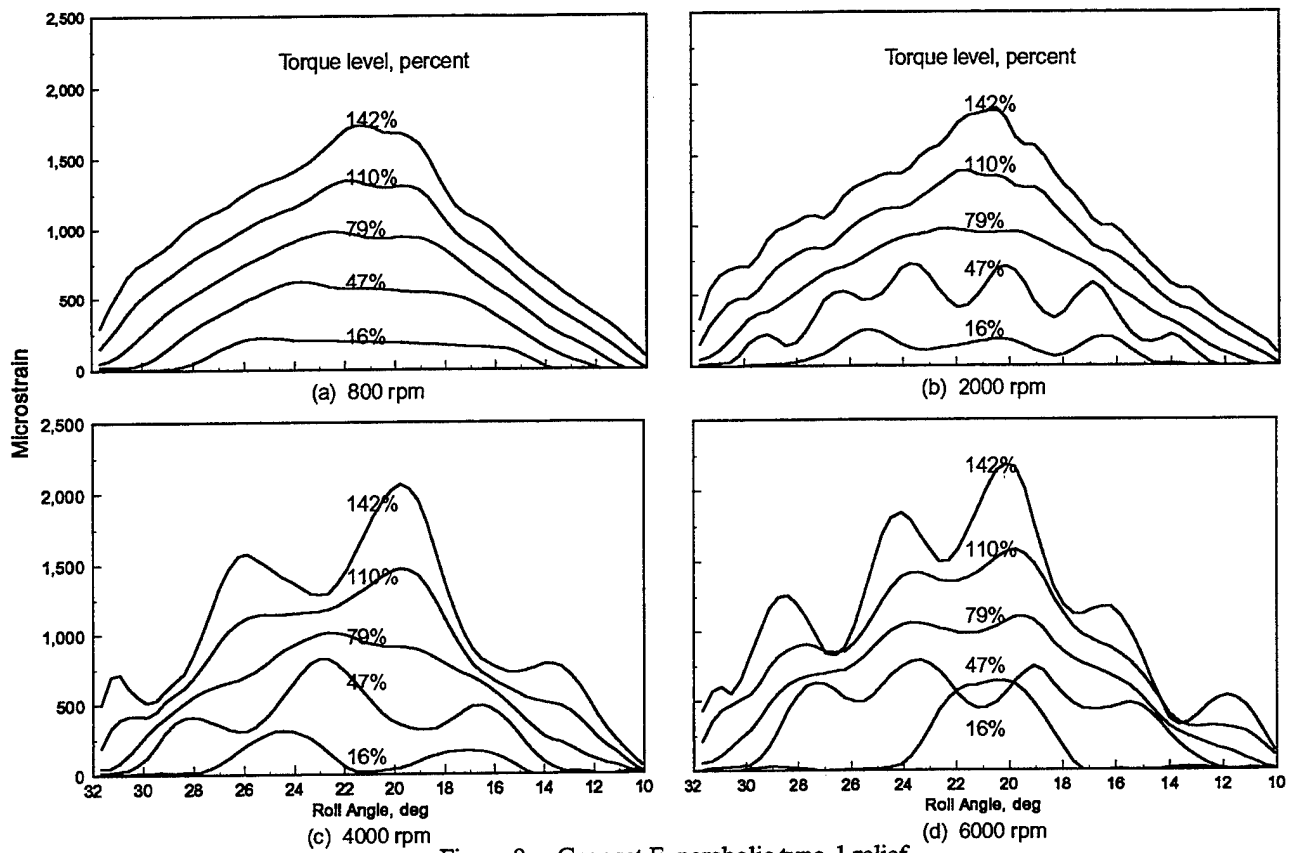 2,500
2,000
1,500
1,000
500
0
Torque level, percent
142%
110%
79%
47%
16%
(a) 800 rpm
Torque level, percent
142%
110%
79%
47%
16%
(b) 2000 rpm
Microstrain
2,500
2,000
1,500
1,000
500
0
142%
110%
79%
47%
16%
32 30 28 26 24 22 20 18 16 14 12 10
Roll Angle, deg
(c) 4000 rpm
142%
110%
79%
47%
16%
32 30 28 26 24 22 20 18 16 14 12 10
Roll Angle, deg
(d) 6000 rpm